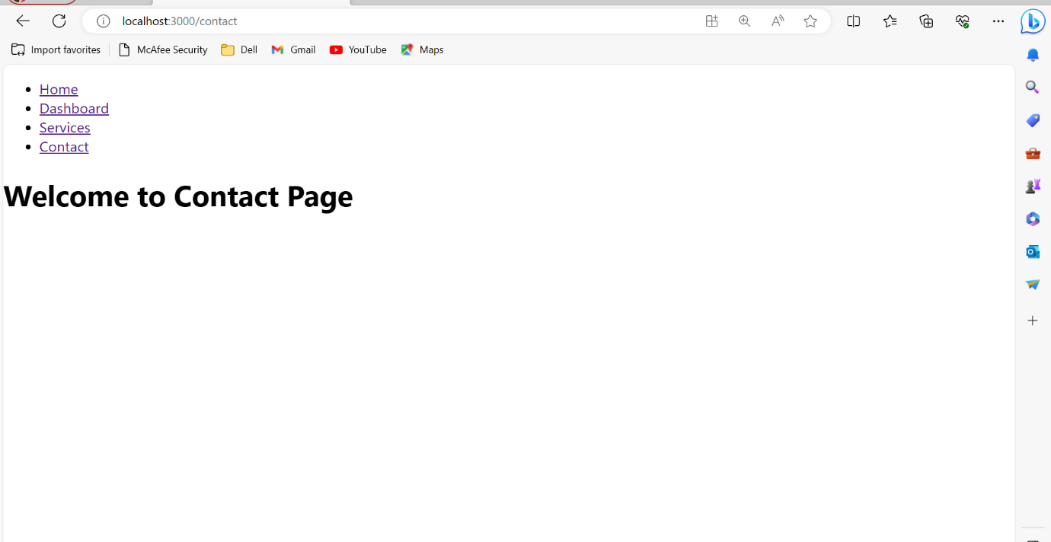 localhost:3000/contact
Import favorites McAfee Security Dell Gmail YouTube Maps
Home
Dashboard
Services
Contact
Welcome to Contact Page